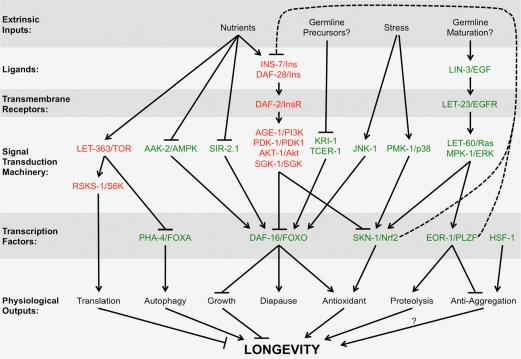 Extrinsic
Inputs:
Nutrients
Germline
Precursors?
Stress
Germline
Maturation?
Ligands:
INS-7/Ins
DAF-28/Ins
LIN-3/EGF
Transmembrane
Receptors:
DAF-2/InsR
LET-23/EGFR
Signal
Transduction
Machinery:
LET-363/TOR
AAK-2/AMPK
SIR-2.1
AGE-1/PI3K
PDK-1/PDK1
AKT-1/Akt
SGK-1/SGK
KRI-1
TCER-1
JNK-1
PMK-1/p38
LET-60/Ras
MPK-1/ERK
RSKS-1/S6K
Transcription
Factors:
PHA-4/FOXA
DAF-16/FOXO
SKN-1/Nrf2
EOR-1/PLZF
HSF-1
Physiological
Outputs:
Translation
Autophagy
Growth
Diapause
Antioxidant
Proteolysis
Anti-Aggregation
?
LONGEVITY